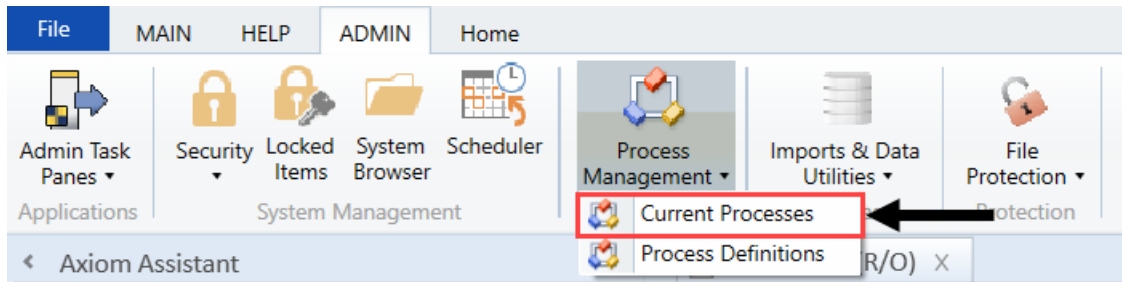 File MAIN HELP ADMIN Home
Admin Task Panes
Security
Locked Items
System Browser
Scheduler
Process Management
Imports & Data Utilities
File Protection
Applications
System Management
Protection
Current Processes
Process Definitions
Axiom Assistant
R/O)